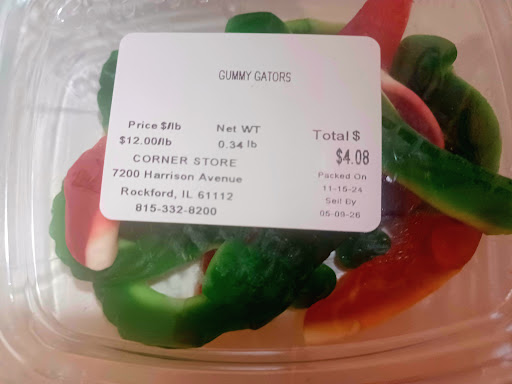 GUMMY GATORS
Price $/lb Net WT Total $
$12.00/lb 0.34 lb $4.08
CORNER STORE Packed On
7200 Harrison Avenue 11-15-24
Rockford, IL 61112 Sell By
815-332-8200 05-09-26